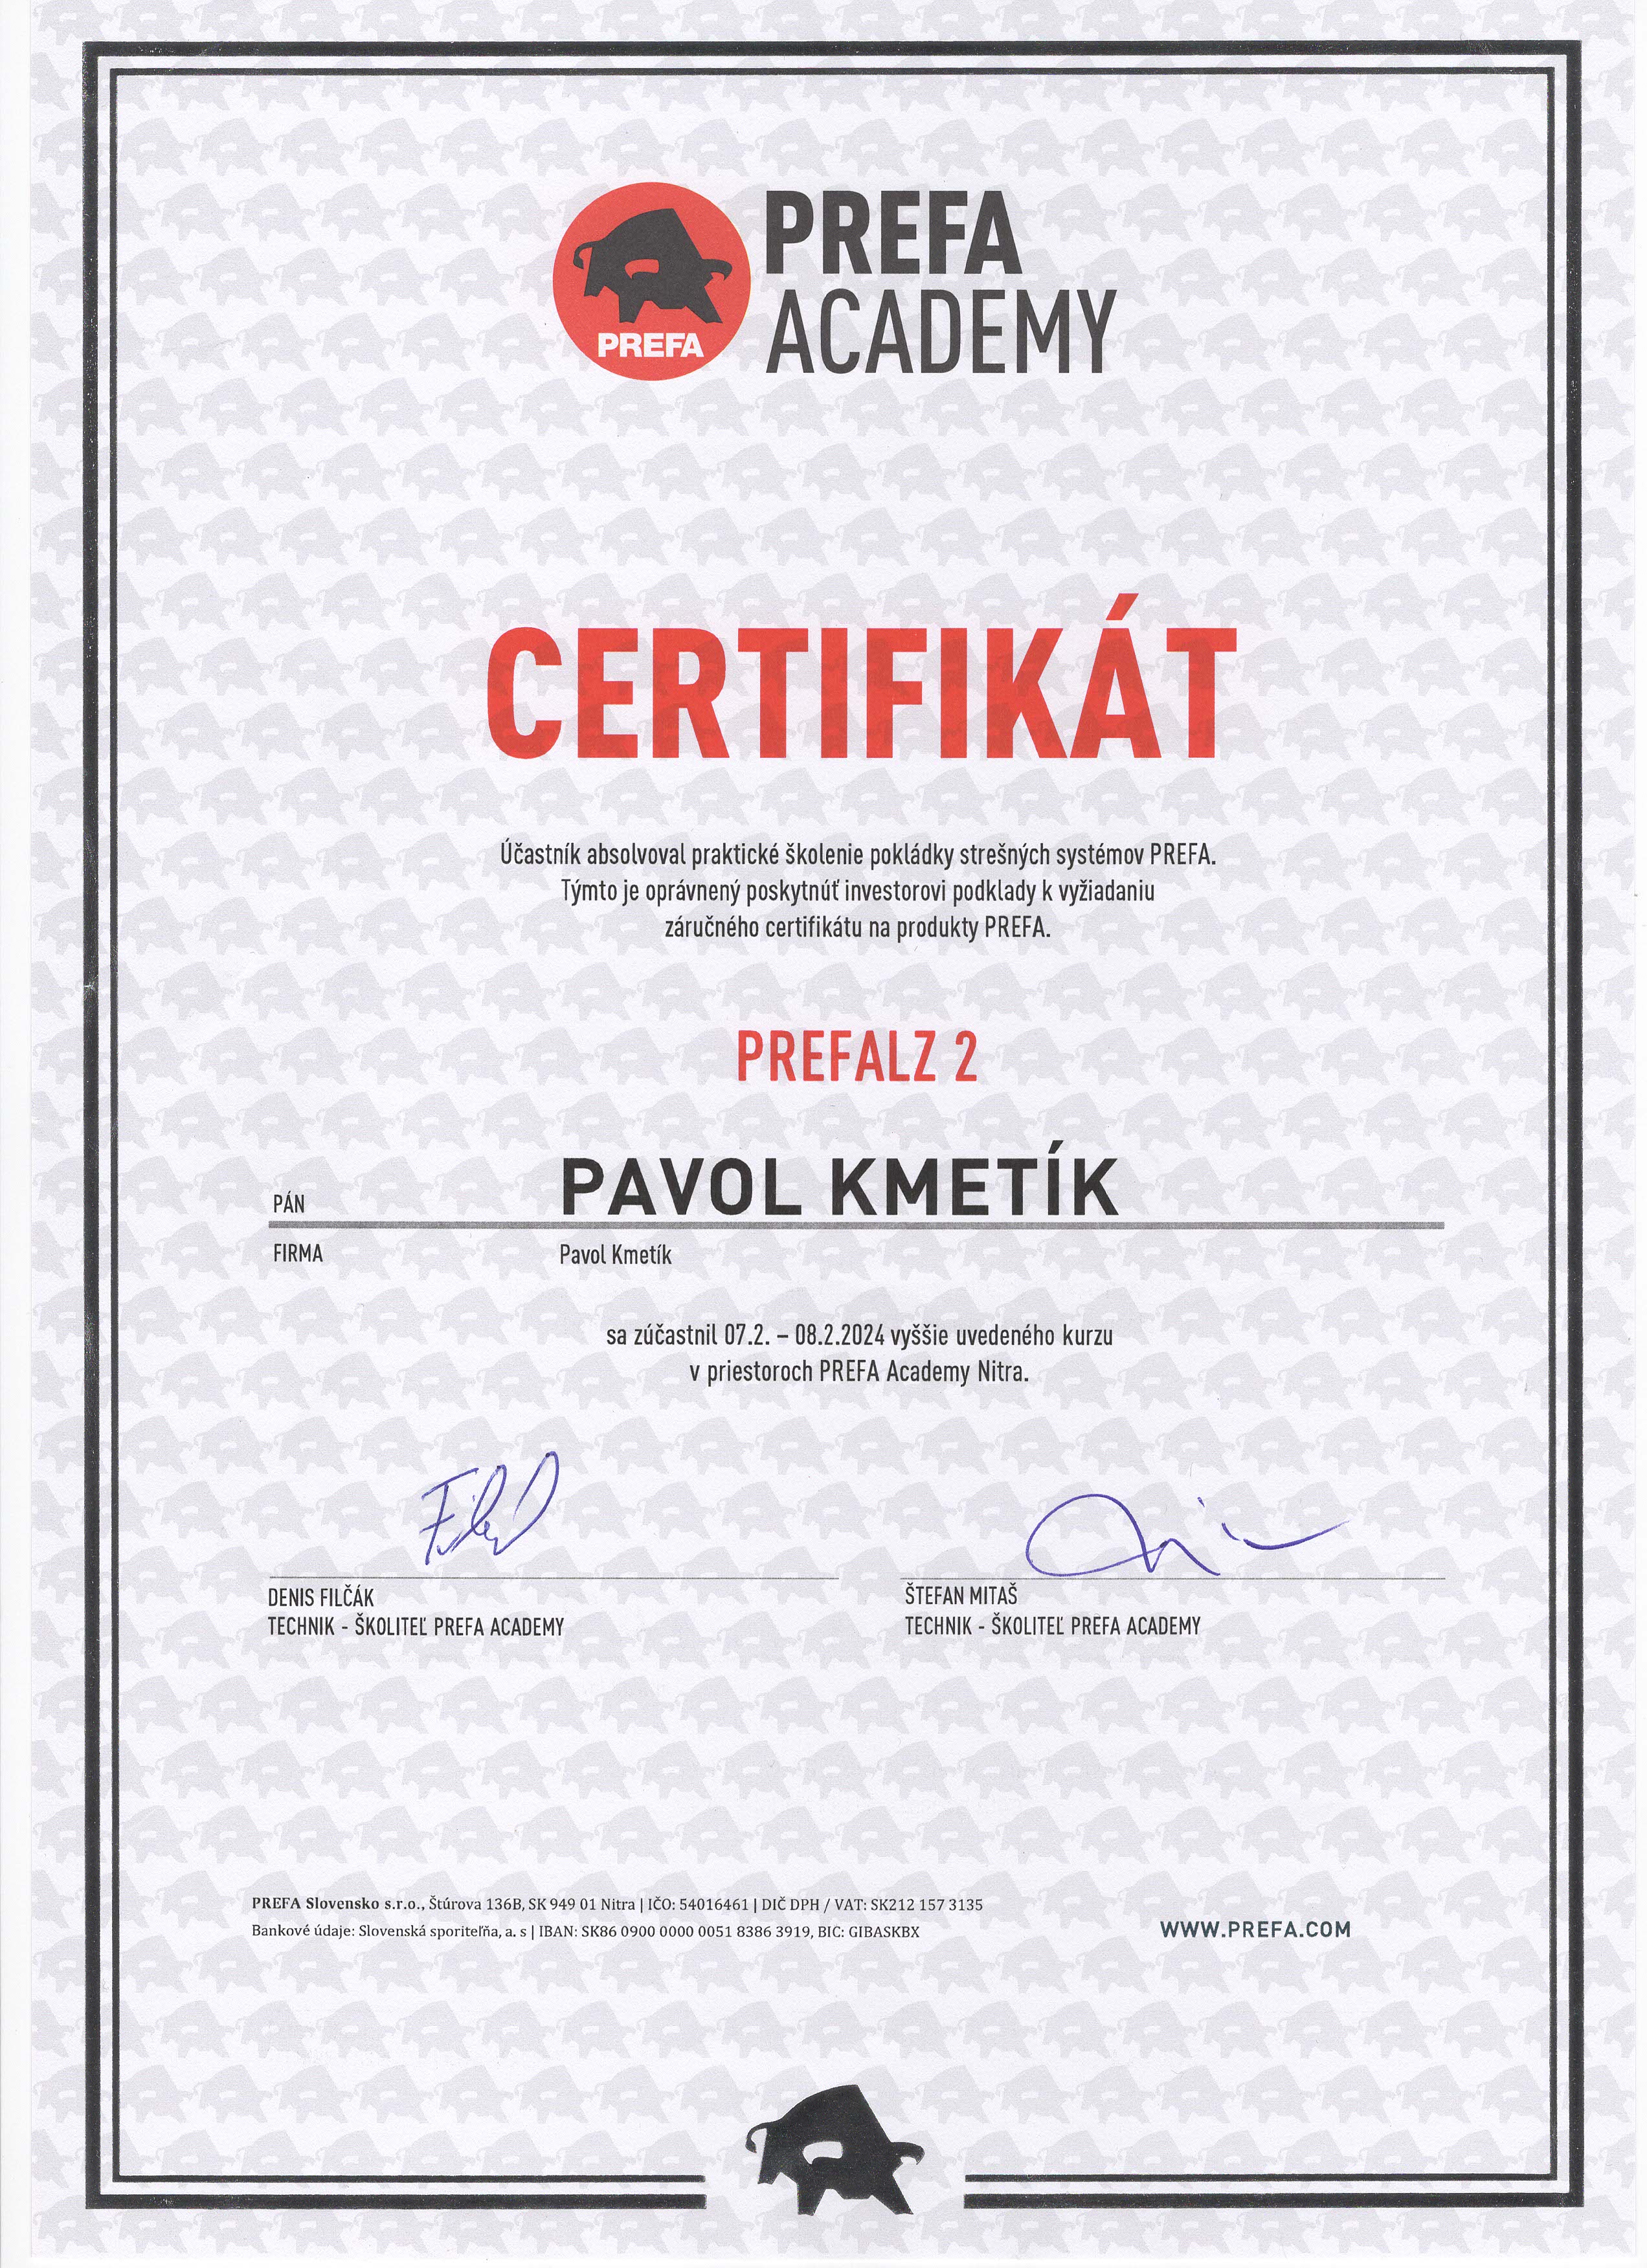 PREFA
PREFA
ACADEMY
CERTIFIKÁT
Účastník absolvoval praktické školenie pokládky strešných systémov PREFA.
Týmto je oprávnený poskytnúť investorovi podklady k vyžiadaniu
záručného certifikátu na produkty PREFA.
PREFALZ 2
PÁN PAVOL KMETÍK
FIRMA Pavol Kmetík
sa zúčastnil 07.2. – 08.2.2024 vyššie uvedeného kurzu
v priestoroch PREFA Academy Nitra.
DENIS FILČÁK
TECHNIK - ŠKOLITEĽ PREFA ACADEMY
ŠTEFAN MITAŠ
TECHNIK - ŠKOLITEĽ PREFA ACADEMY
PREFA Slovensko s.r.o., Štúrova 136B, SK 949 01 Nitra | IČO: 54016461 | DIČ DPH / VAT: SK212 157 3135
Bankové údaje: Slovenská sporiteľňa, a. s | IBAN: SK86 0900 0000 0051 8386 3919, BIC: GIBASKBX
WWW.PREFA.COM